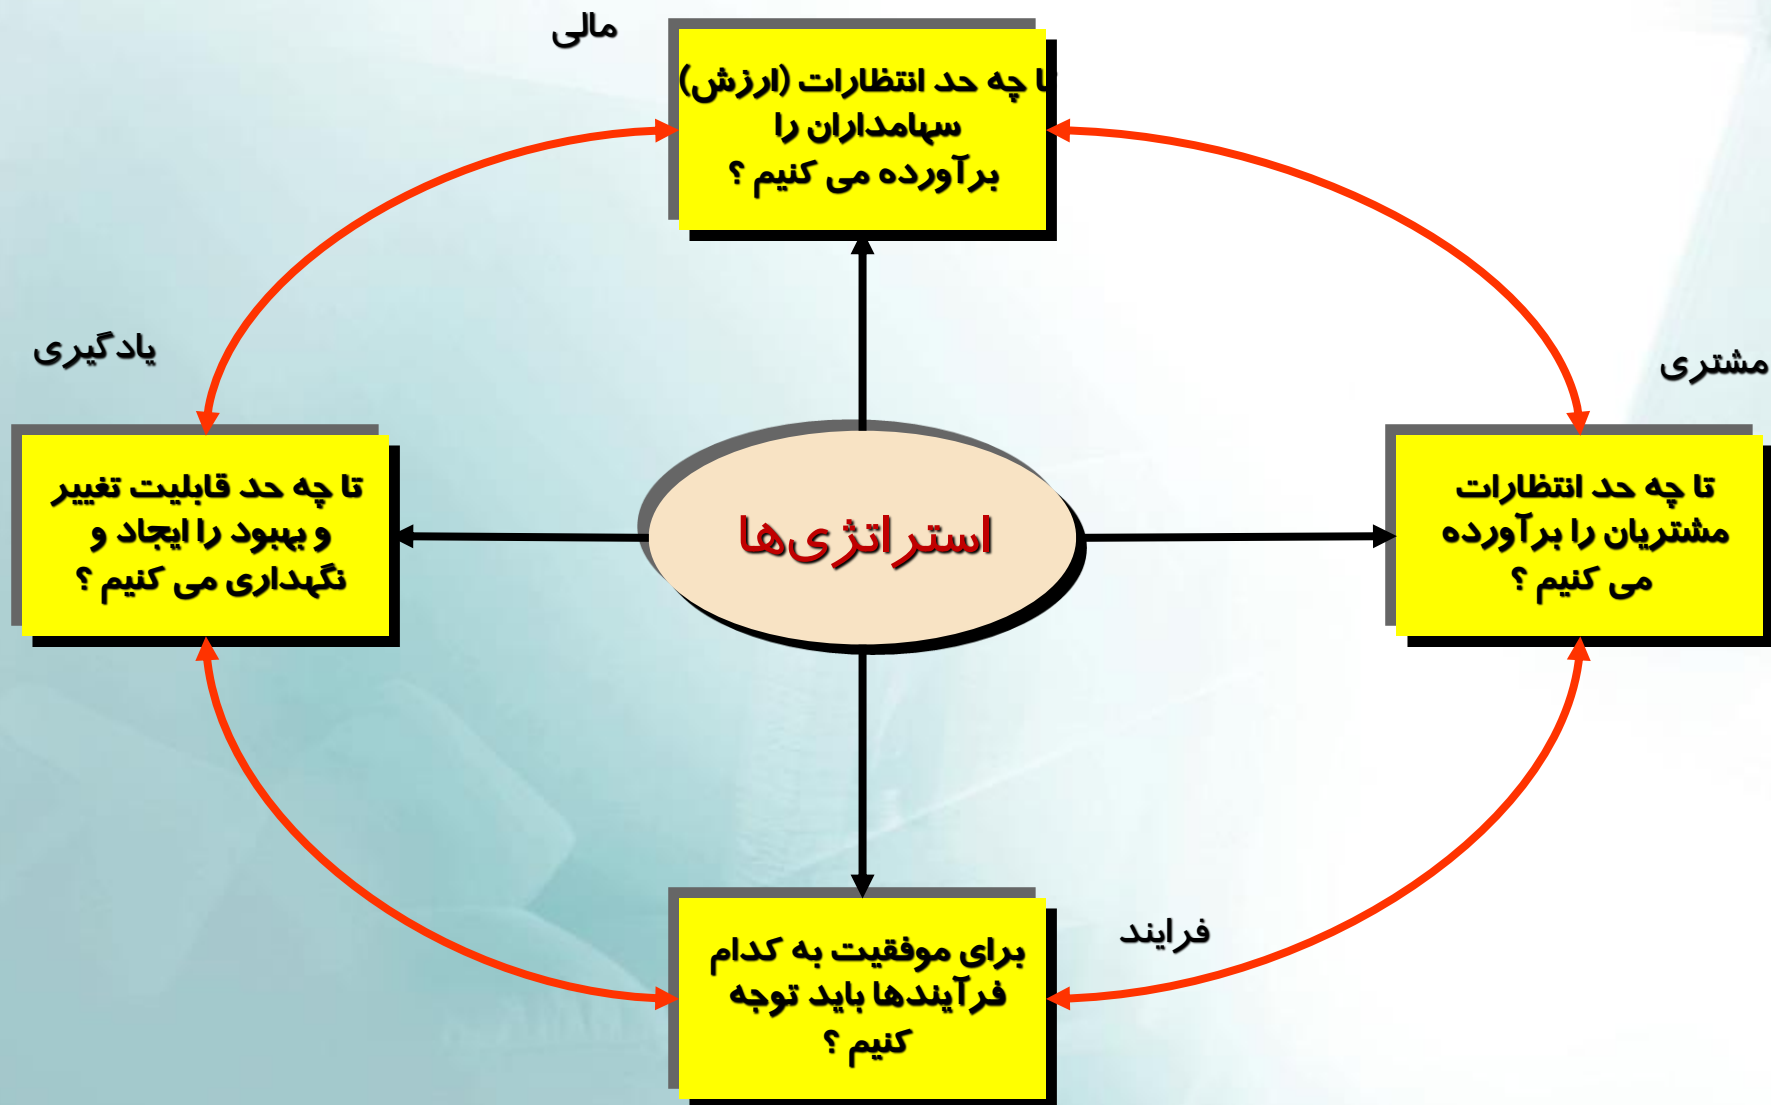 مالی
تا چه حد انتظارات (ارزش)
سهامداران را
برآورده می کنیم ؟
یادگیری
مشتری
تا چه حد انتظارات
مشتریان را برآورده
می کنیم ؟
استراتژی‌ها
تا چه حد قابلیت تغییر
و بهبود را ایجاد و
نگهداری می کنیم ؟
فرایند
برای موفقیت به کدام
فرآیندها باید توجه
کنیم ؟